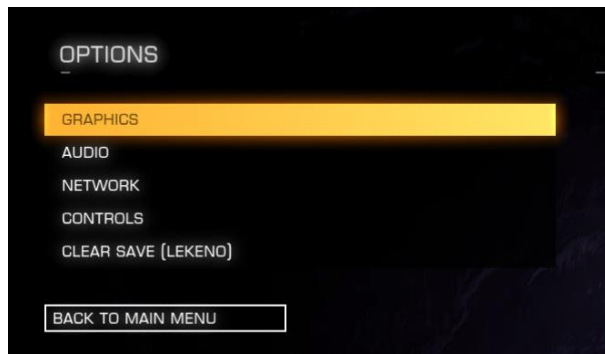 OPTIONS
GRAPHICS
AUDIO
NETWORK
CONTROLS
CLEAR SAVE (LEKENO)
BACK TO MAIN MENU